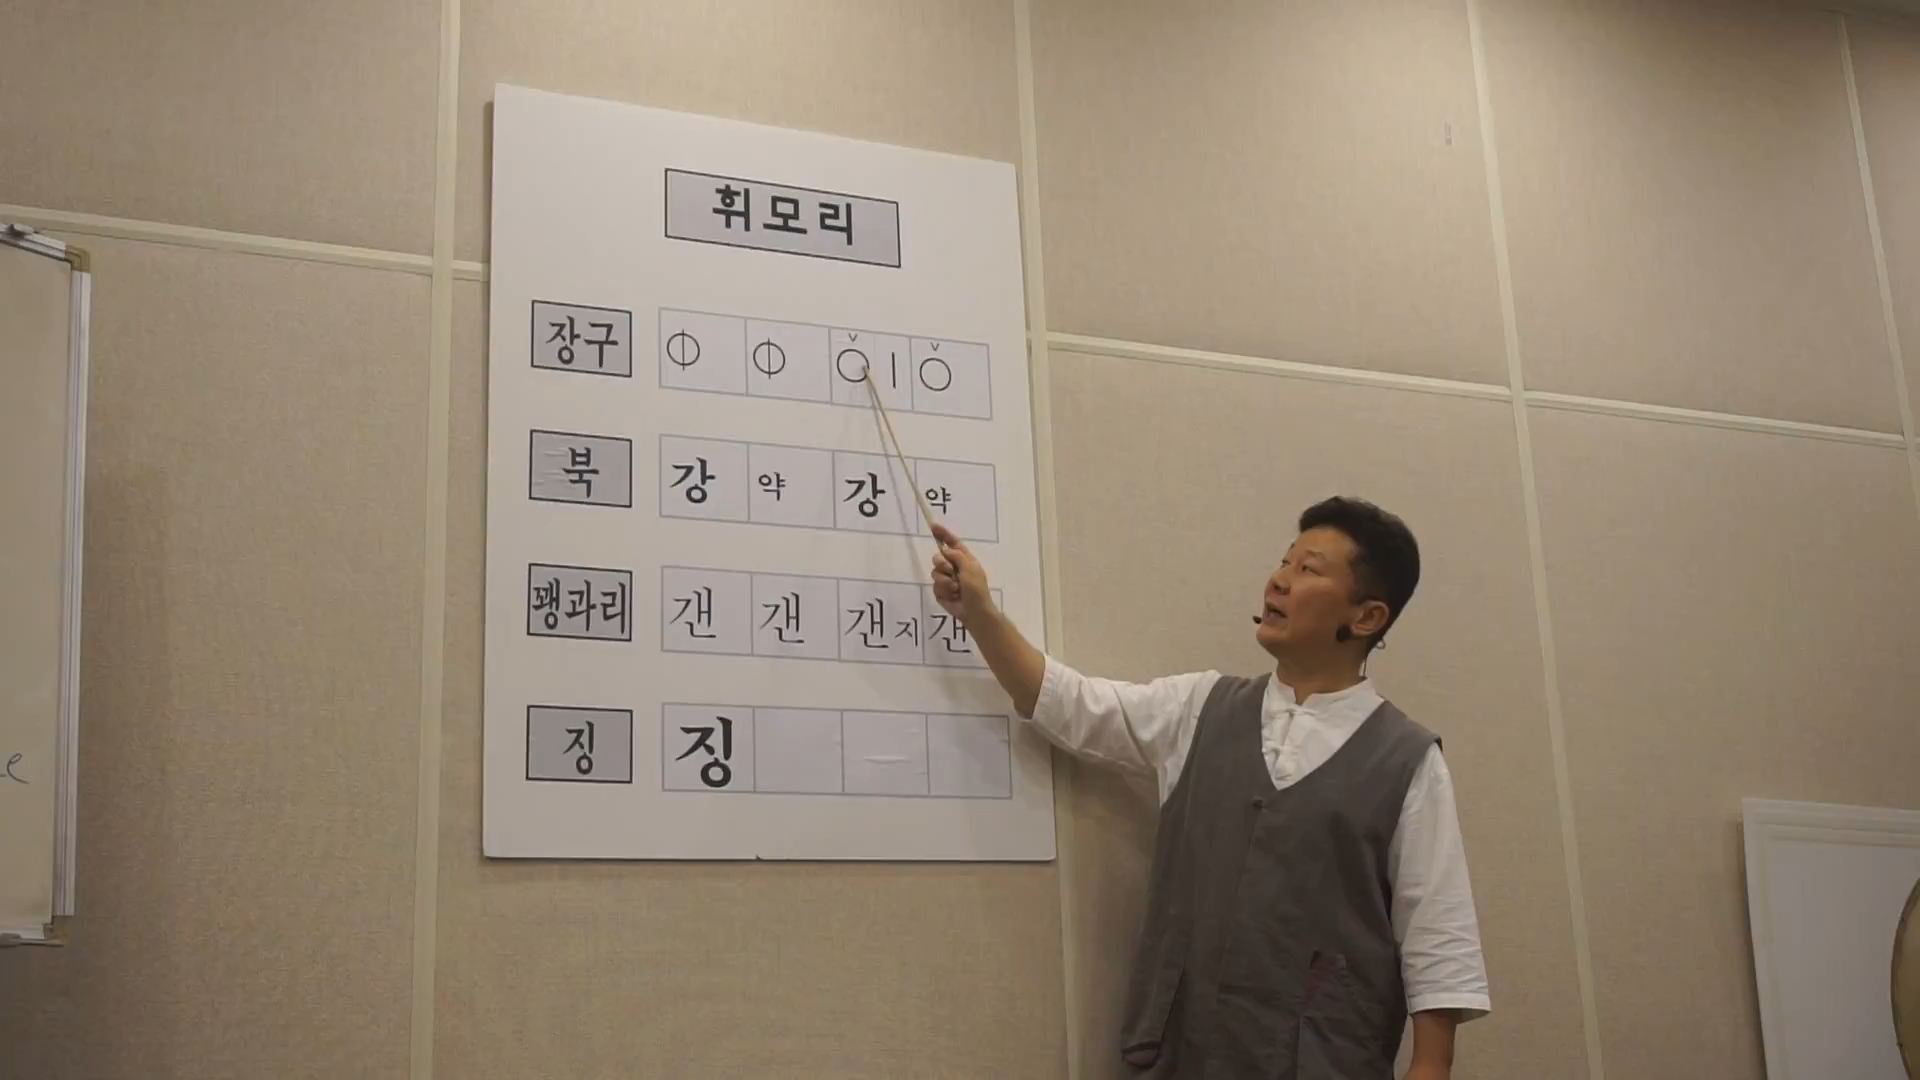 휘모리
장구 ○| ○| ○ | ○
북 강 약 강 약
꽹과리 갠 갠 갠지 갠
징 징
e